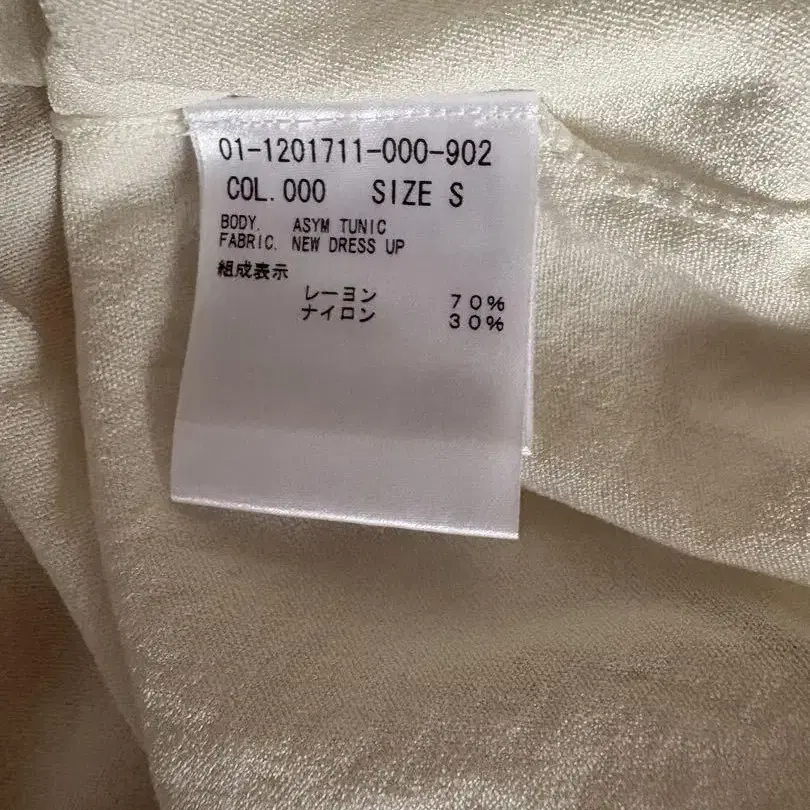 01-1201711-000-902
COL.000 SIZE S
BODY. ASYM TUNIC
FABRIC. NEW DRESS UP
組成表示
レーヨン 70%
ナイロン 30%